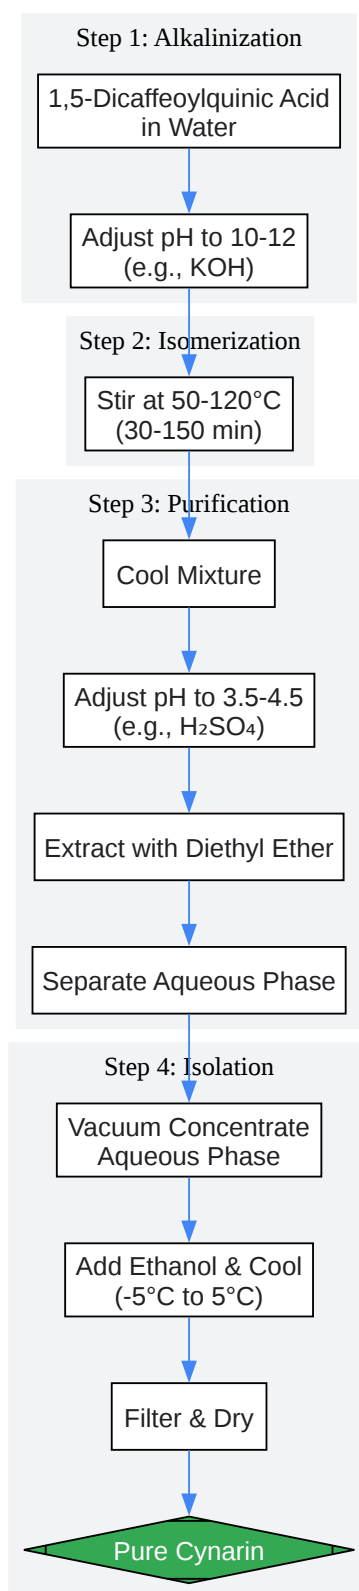 Step 1: Alkalinization
1,5-Dicaffeoylquinic Acid
in Water
Adjust pH to 10-12
(e.g., KOH)
Step 2: Isomerization
Stir at 50-120°C
(30-150 min)
Step 3: Purification
Cool Mixture
Adjust pH to 3.5-4.5
(e.g., H₂SO₄)
Extract with Diethyl Ether
Separate Aqueous Phase
Step 4: Isolation
Vacuum Concentrate
Aqueous Phase
Add Ethanol & Cool
(-5°C to 5°C)
Filter & Dry
Pure Cynarin